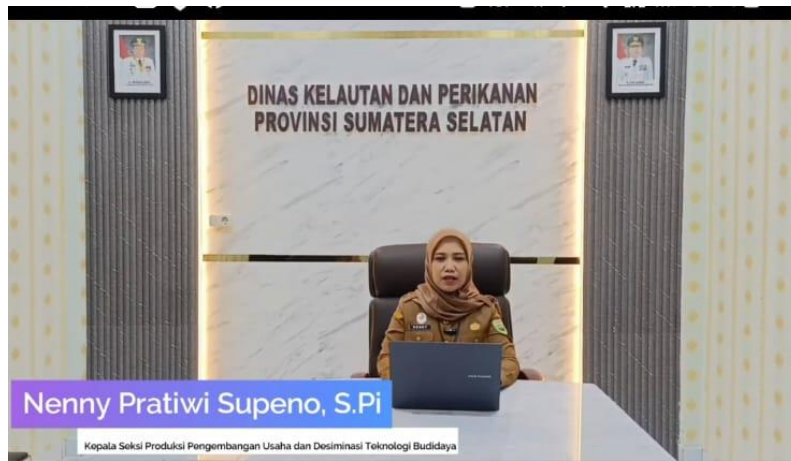 DINAS KELAUTAN DAN PERIKANAN
PROVINSI SUMATERA SELATAN
Nenny Pratiwi Supeno, S.Pi
Kepala Seksi Produksi Pengembangan Usaha dan Desiminasi Teknologi Budidaya